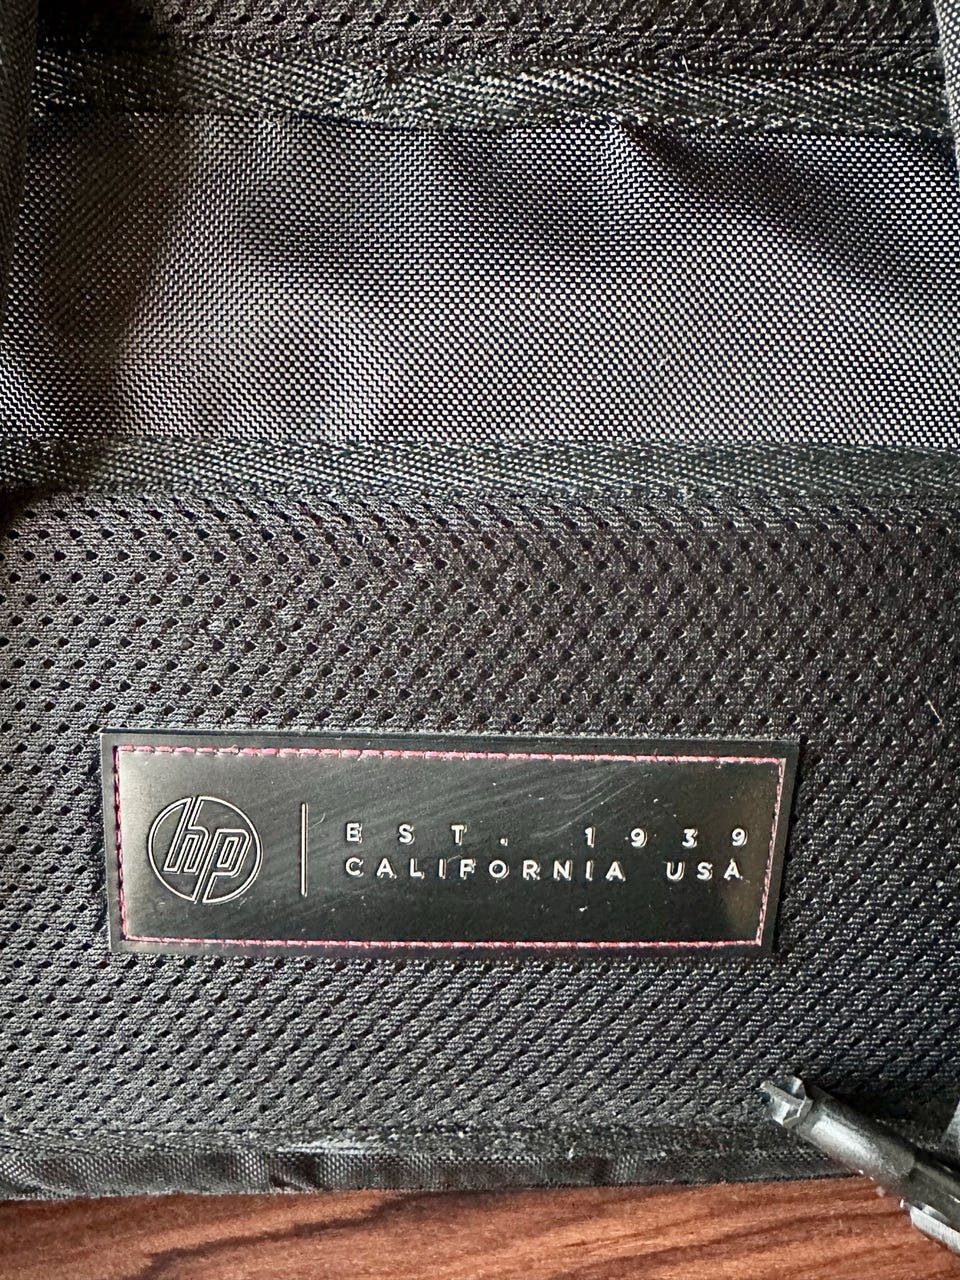 hp
EST. 1939
CALIFORNIA USA